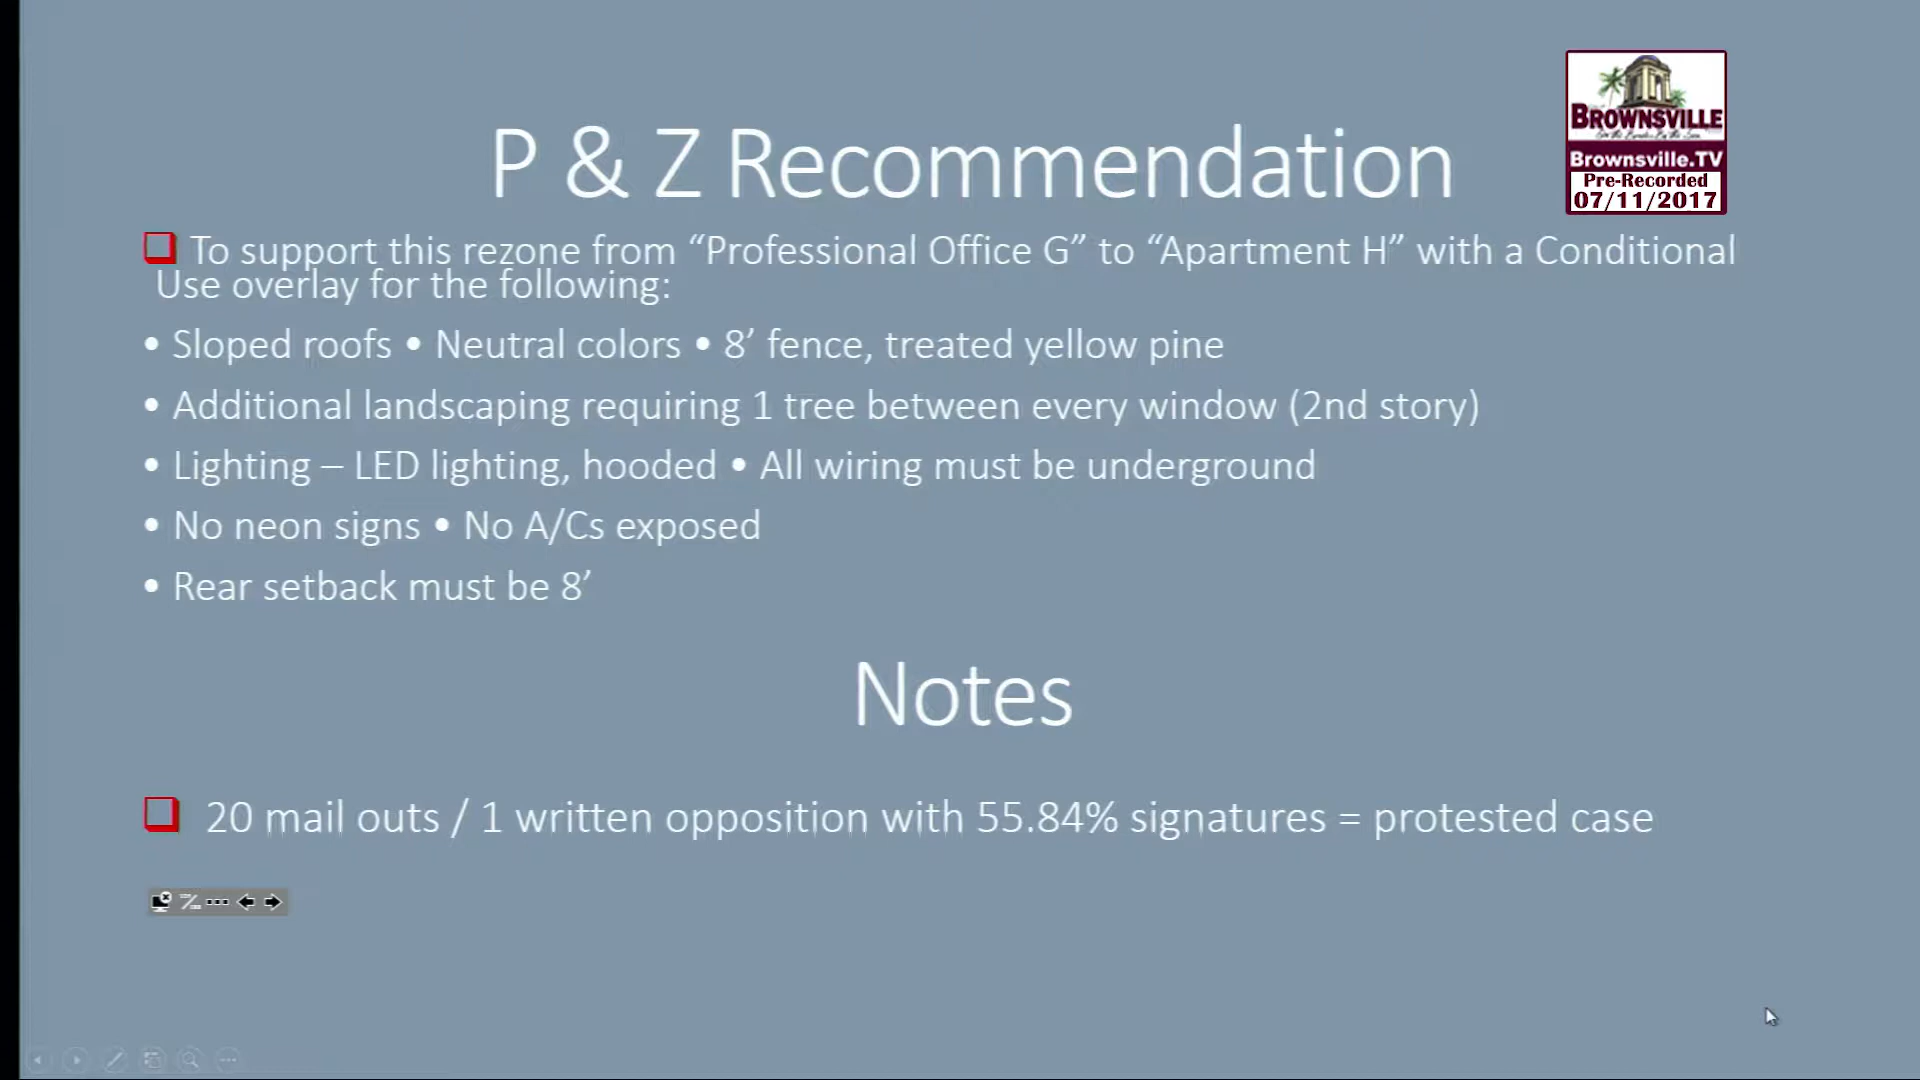 P & Z Recommendation
BROWNSVILLE
Brownsville.TV
Pre-Recorded
07/11/2017
To support this rezone from “Professional Office G” to “Apartment H” with a Conditional
Use overlay for the following:
• Sloped roofs • Neutral colors • 8’ fence, treated yellow pine
• Additional landscaping requiring 1 tree between every window (2nd story)
• Lighting – LED lighting, hooded • All wiring must be underground
• No neon signs • No A/Cs exposed
• Rear setback must be 8’
Notes
20 mail outs / 1 written opposition with 55.84% signatures = protested case